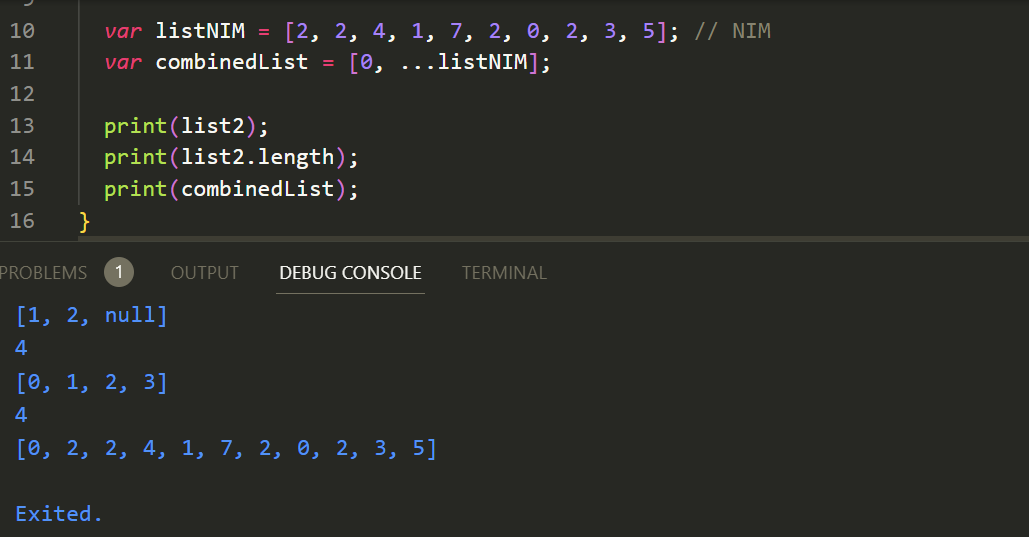 10 var listNIM = [2, 2, 4, 1, 7, 2, 0, 2, 3, 5]; // NIM
11 var combinedList = [0, ...listNIM];
12
13 print(list2);
14 print(list2.length);
15 print(combinedList);
16 }
PROBLEMS 1 OUTPUT DEBUG CONSOLE TERMINAL
[1, 2, null]
4
[0, 1, 2, 3]
4
[0, 2, 2, 4, 1, 7, 2, 0, 2, 3, 5]
Exited.